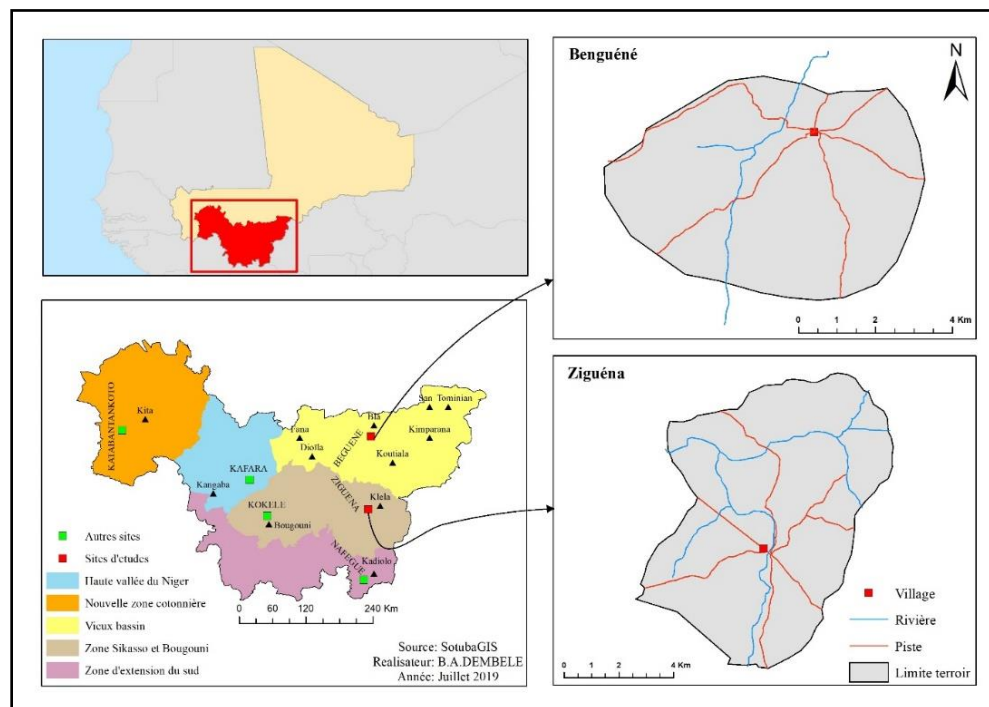 Benguéné
N
0 1 2 4 Km
KATABANTANKOTO
Kita
San
Tominian
Bla
Fana
Kimparana
Dioïla
BEGUENE
Koutiala
KAFARA
ZIGUENA
Kangaba
Klela
KOKELE
Bougouni
NAFEGUE
Kadiolo
Autres sites
Sites d'etudes
Haute vallée du Niger
Nouvelle zone cotonnière
Vieux bassin
Zone Sikasso et Bougouni
Zone d'extension du sud
0 60 120 240 Km
Source: SotubaGIS
Realisateur: B.A.DEMBELE
Année: Juillet 2019
Ziguéna
Village
Rivière
Piste
Limite terroir
0 1 2 4 Km